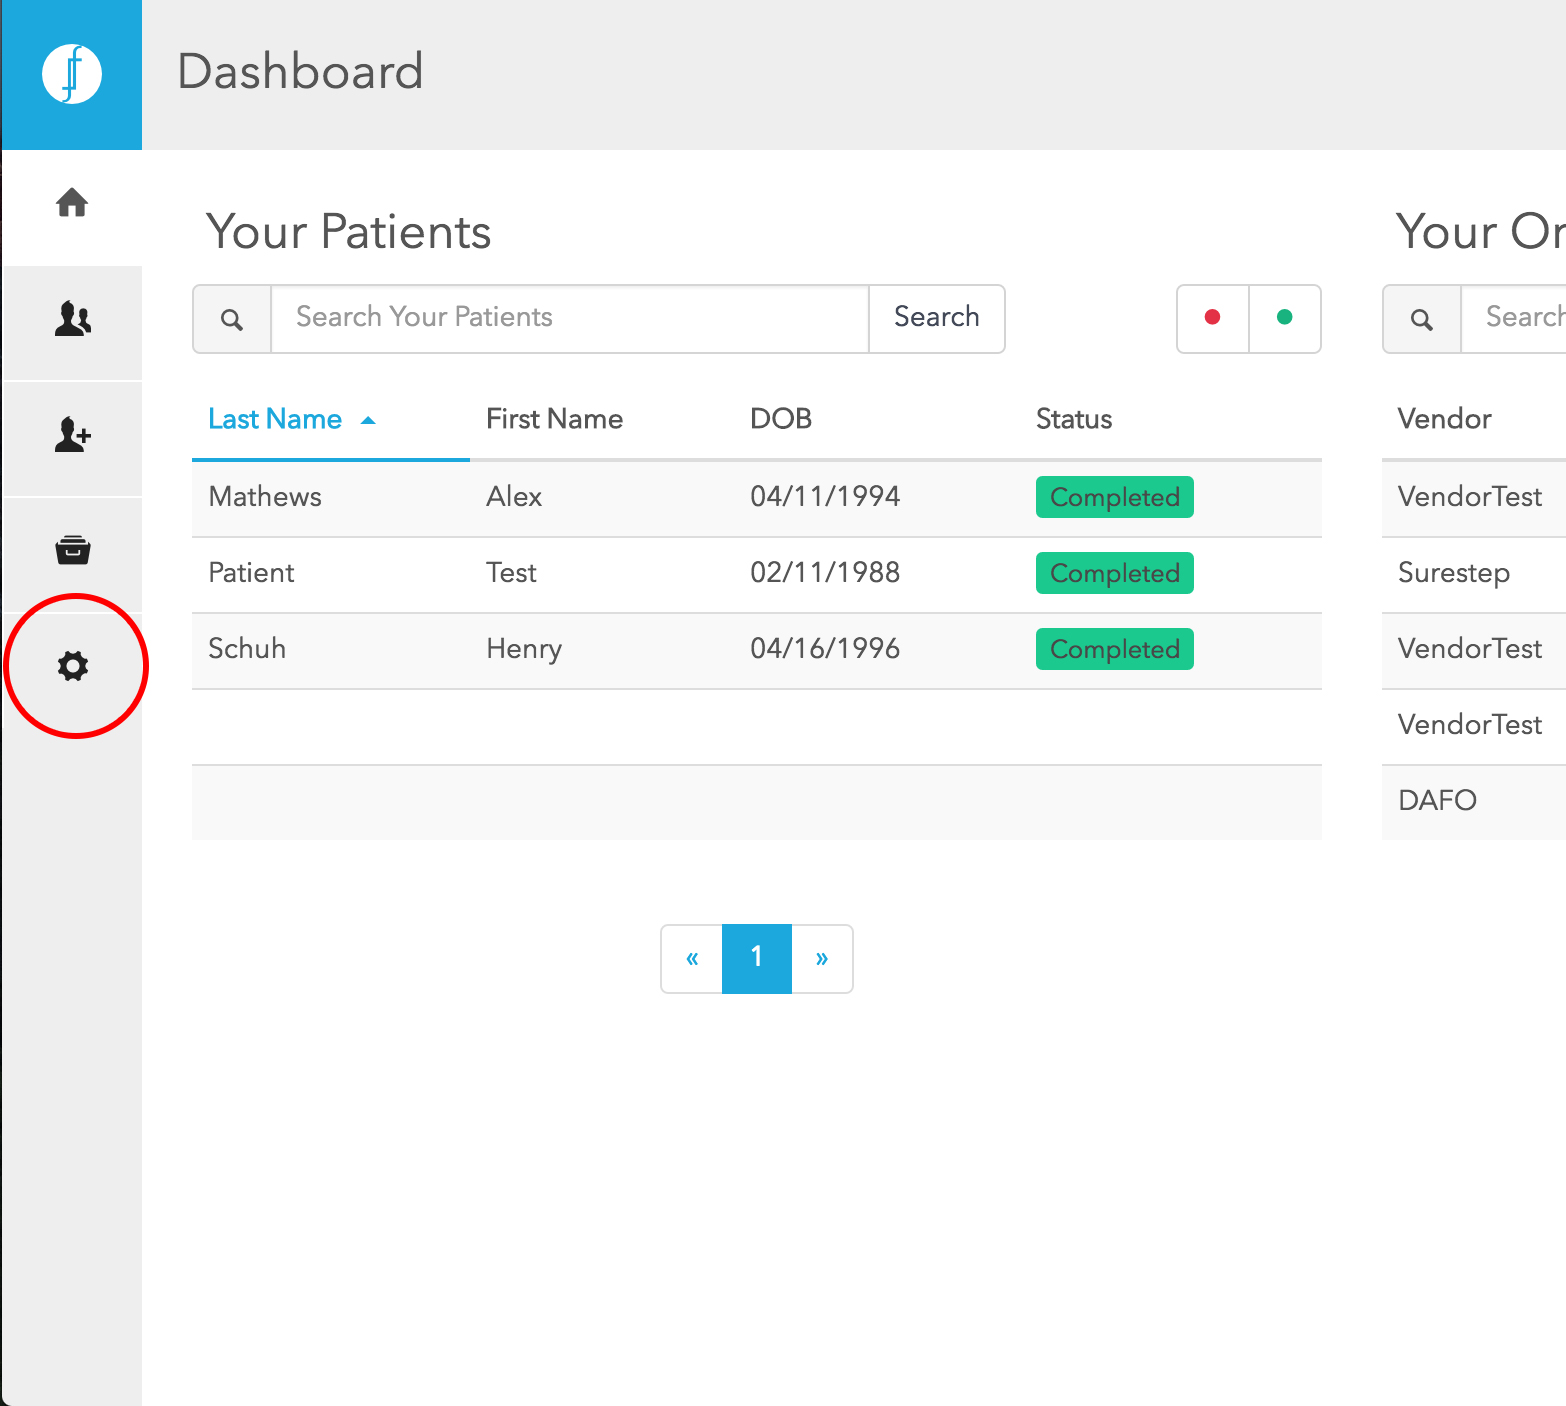 Dashboard
Your Patients
Search Your Patients
Search
Last Name
First Name
DOB
Status
Mathews
Alex
04/11/1994
Completed
Patient
Test
02/11/1988
Completed
Schuh
Henry
04/16/1996
Completed
« 1 »
Your Or
Search
Vendor
VendorTest
Surestep
VendorTest
VendorTest
DAFO